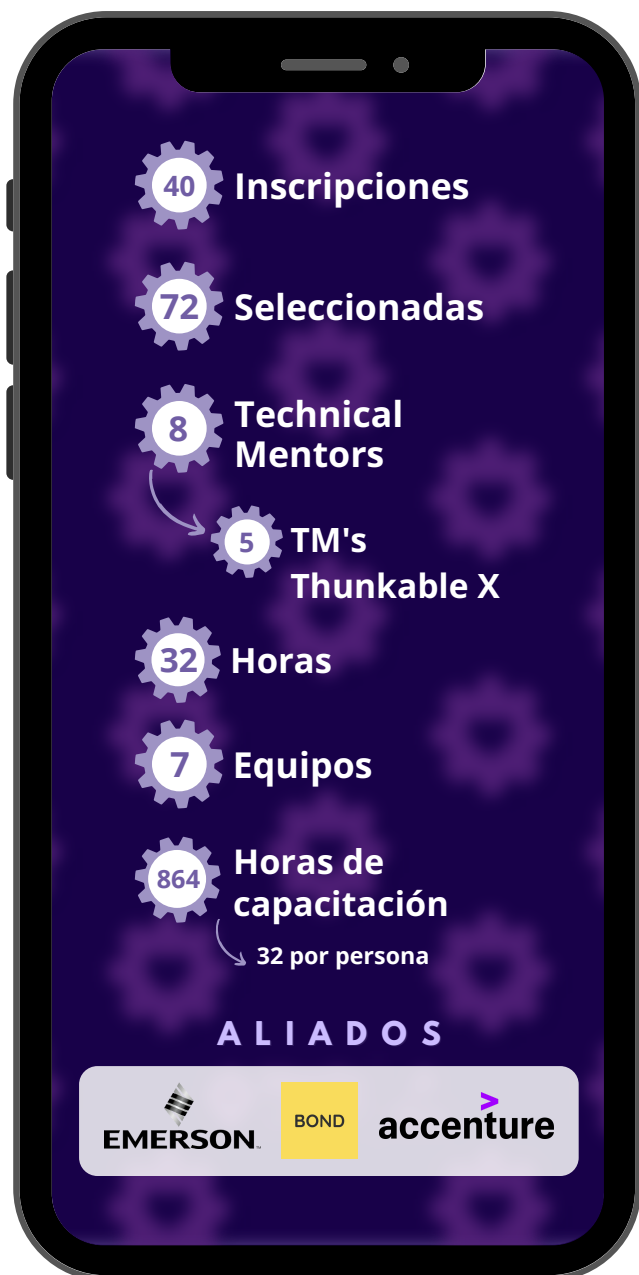 40 Inscripciones
72 Seleccionadas
8 Technical
Mentors
5 TM's
Thunkable X
32 Horas
7 Equipos
864 Horas de
capacitación
32 por persona
ALIADOS
EMERSON BOND accenture